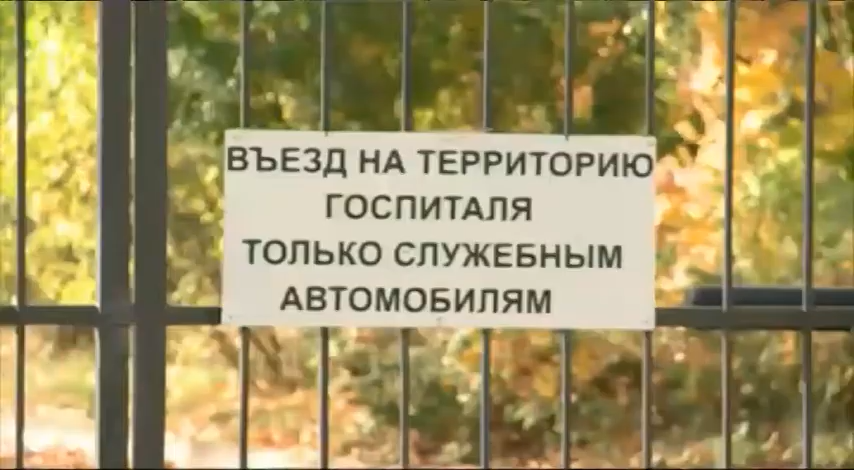 ВЪЕЗД НА ТЕРРИТОРИЮ
ГОСПИТАЛЯ
ТОЛЬКО СЛУЖЕБНЫМ
АВТОМОБИЛЯМ